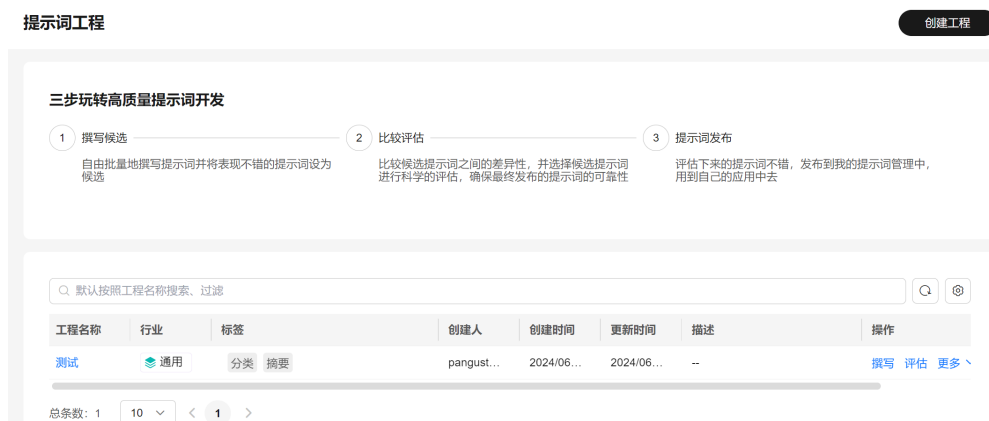 提示词工程
创建工程
三步玩转高质量提示词开发
1 撰写候选
自由批量地撰写提示词并将表现不错的提示词设为
候选
2 比较评估
比较候选提示词之间的差异性，并选择候选提示词
进行科学的评估，确保最终发布的提示词的可靠性
3 提示词发布
评估下来的提示词不错，发布到我的提示词管理中，
用到自己的应用中去
默认按照工程名称搜索、过滤
工程名称 行业 标签 创建人 创建时间 更新时间 描述 操作
测试 通用 分类 摘要 pangust... 2024/06... 2024/06... -- 撰写 评估 更多
总条数：1 10 1